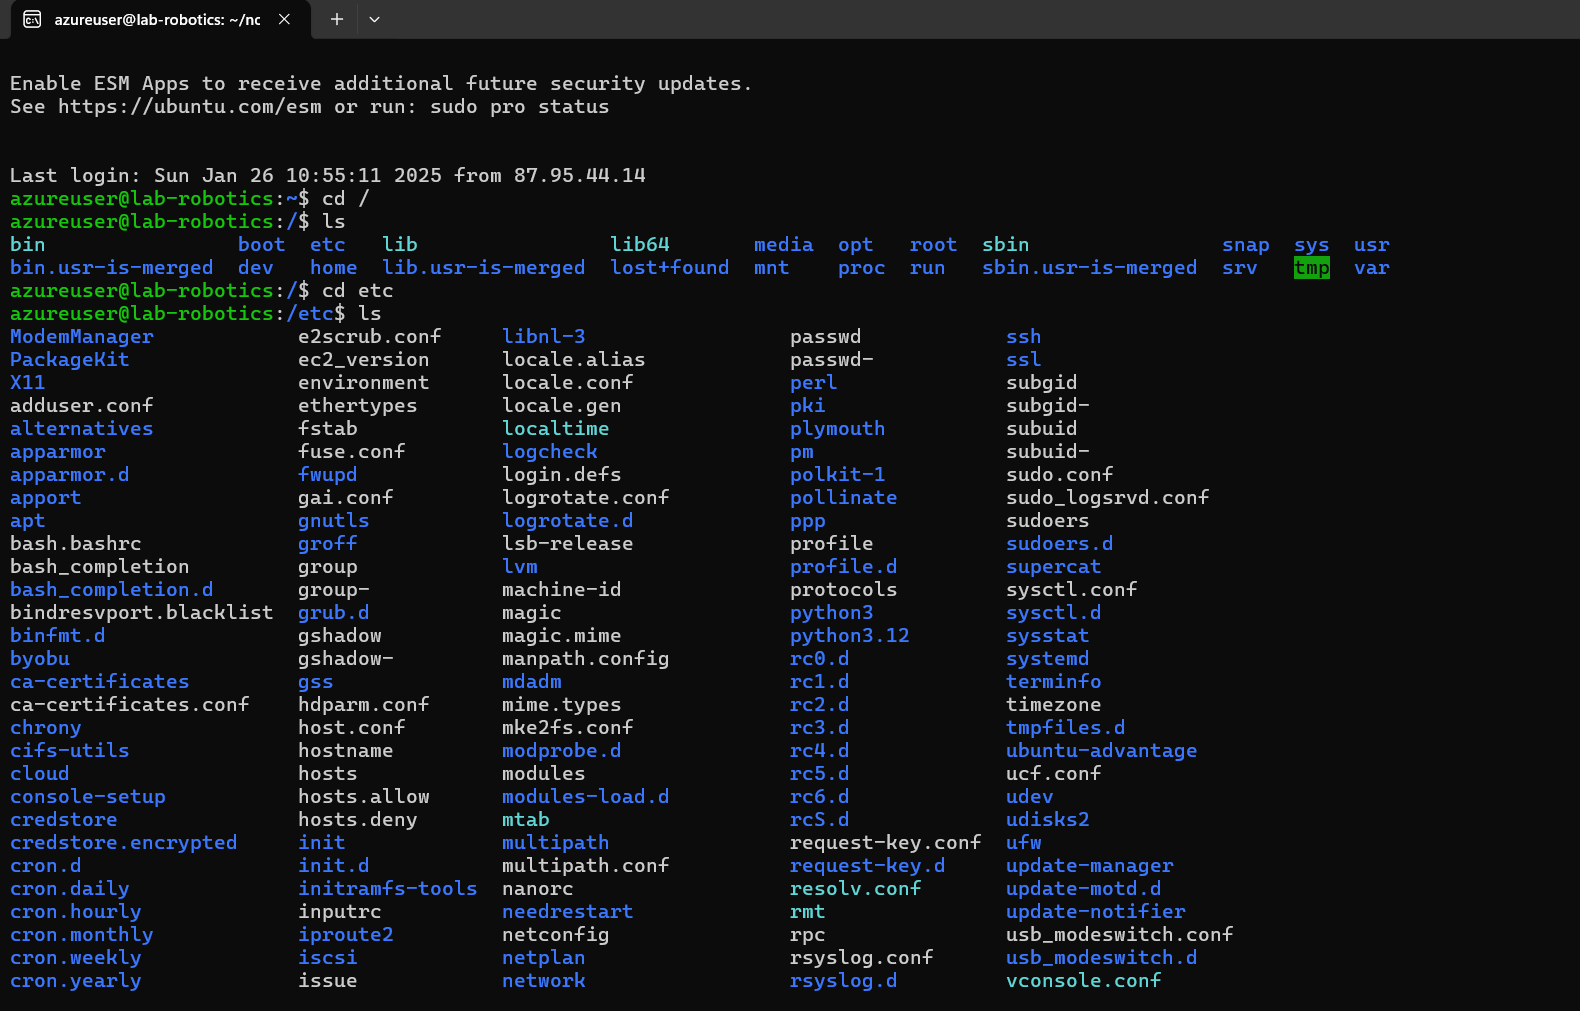 azureuser@lab-robotics: ~/nc
Enable ESM Apps to receive additional future security updates.
See https://ubuntu.com/esm or run: sudo pro status
Last login: Sun Jan 26 10:55:11 2025 from 87.95.44.14
azureuser@lab-robotics:~$ cd /
azureuser@lab-robotics:/$ ls
bin boot etc lib lib64 media opt root sbin snap sys usr
bin.usr-is-merged dev home lib.usr-is-merged lost+found mnt proc run sbin.usr-is-merged srv tmp var
azureuser@lab-robotics:/$ cd etc
azureuser@lab-robotics:/etc$ ls
ModemManager e2scrub.conf libnl-3 passwd ssh
PackageKit ec2_version locale.alias passwd- ssl
X11 environment locale.conf perl subgid
adduser.conf ethertypes locale.gen pki subgid-
alternatives fstab localtime plymouth subuid
apparmor fuse.conf logcheck pm subuid-
apparmor.d fwupd login.defs polkit-1 sudo.conf
apport gai.conf logrotate.conf pollinate sudo_logsrvd.conf
apt gnutls logrotate.d ppp sudoers
bash.bashrc groff lsb-release profile sudoers.d
bash_completion group lvm profile.d supercat
bash_completion.d group- machine-id protocols sysctl.conf
bindresvport.blacklist grub.d magic python3 sysctl.d
binfmt.d gshadow magic.mime python3.12 sysstat
byobu gshadow- manpath.config rc0.d systemd
ca-certificates gss mdadm rc1.d terminfo
ca-certificates.conf hdparm.conf mime.types rc2.d timezone
chrony host.conf mke2fs.conf rc3.d tmpfiles.d
cifs-utils hostname modprobe.d rc4.d ubuntu-advantage
cloud hosts modules rc5.d ucf.conf
console-setup hosts.allow modules-load.d rc6.d udev
credstore hosts.deny mtab rcS.d udisks2
credstore.encrypted init multipath request-key.conf ufw
cron.d init.d multipath.conf request-key.d update-manager
cron.daily initramfs-tools nanorc resolv.conf update-motd.d
cron.hourly inputrc needrestart rmt update-notifier
cron.monthly iproute2 netconfig rpc usb_modeswitch.conf
cron.weekly iscsi netplan rsyslog.conf usb_modeswitch.d
cron.yearly issue network rsyslog.d vconsole.conf